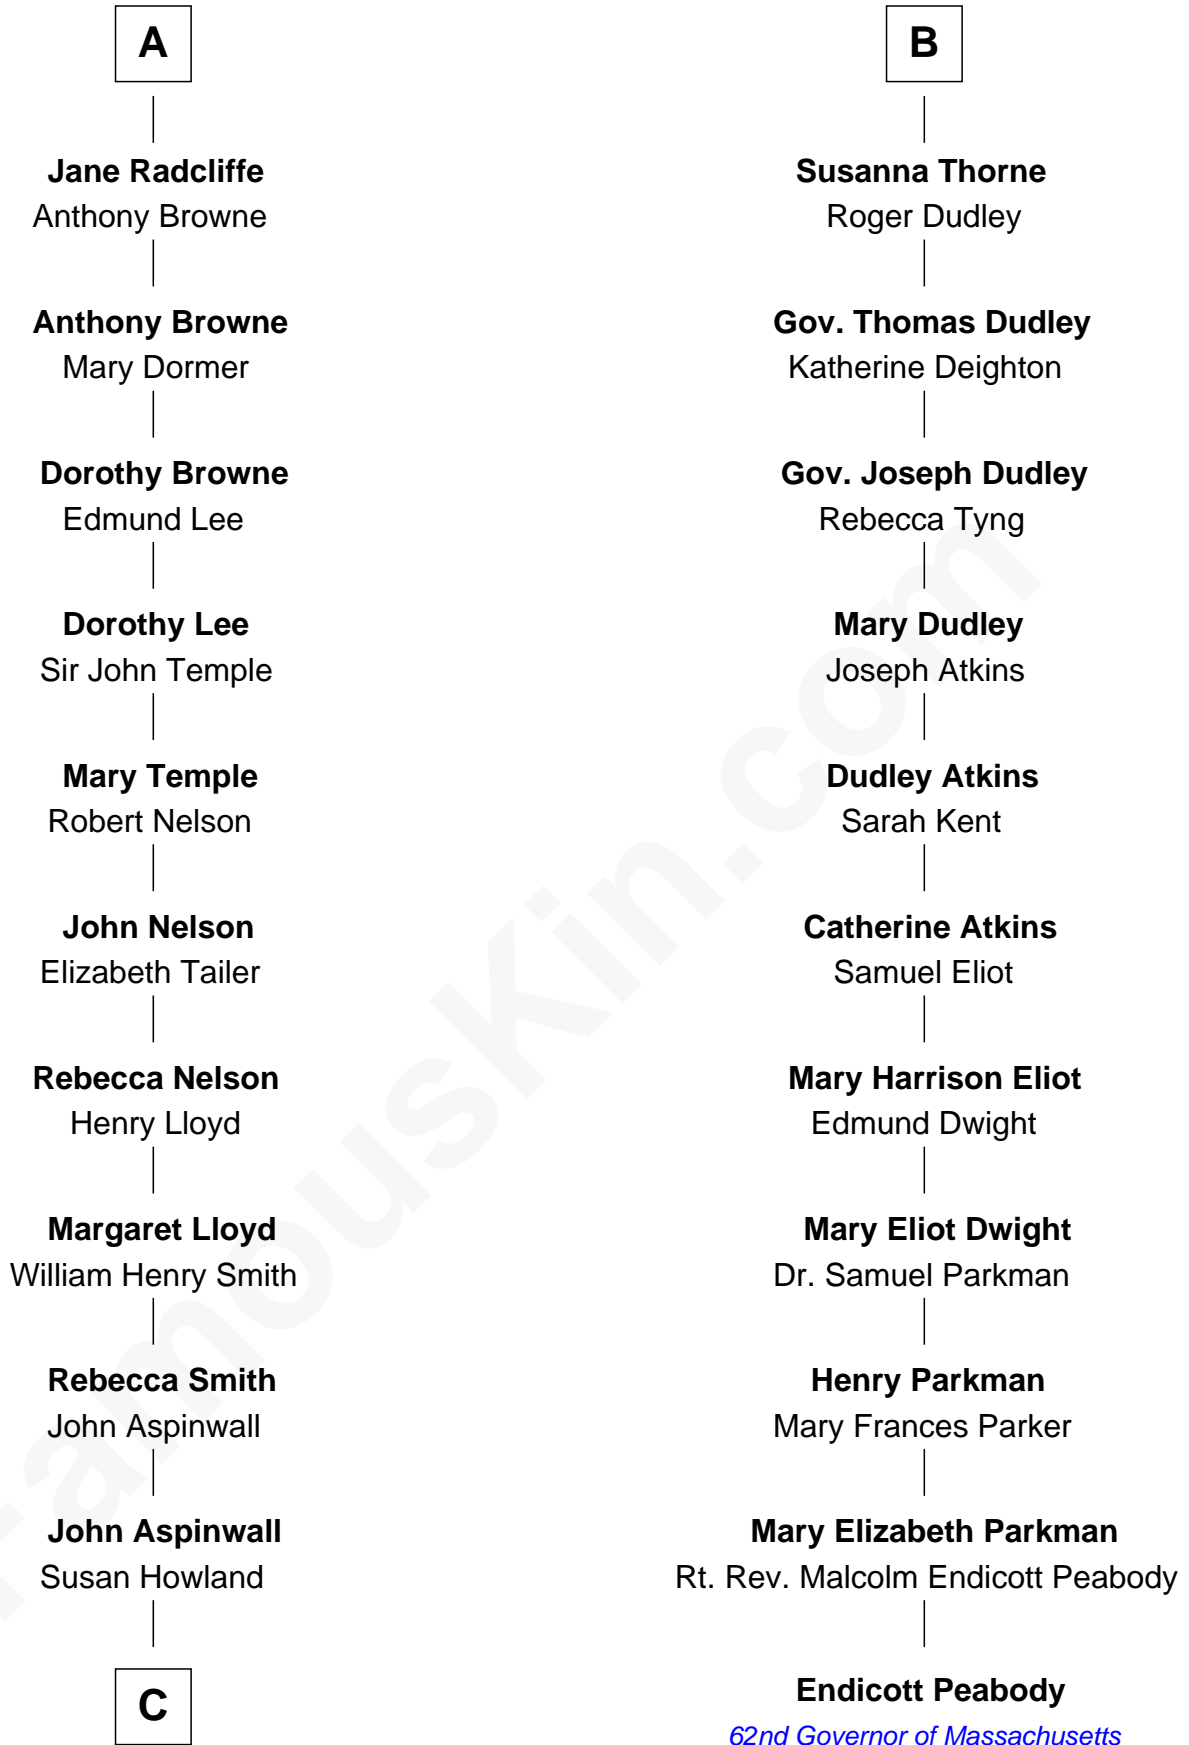 A
Jane Radcliffe
Anthony Browne
Anthony Browne
Mary Dormer
Dorothy Browne
Edmund Lee
Dorothy Lee
Sir John Temple
Mary Temple
Robert Nelson
John Nelson
Elizabeth Tailer
Rebecca Nelson
Henry Lloyd
Margaret Lloyd
William Henry Smith
Rebecca Smith
John Aspinwall
John Aspinwall
Susan Howland
C
B
Susanna Thorne
Roger Dudley
Gov. Thomas Dudley
Katherine Deighton
Gov. Joseph Dudley
Rebecca Tyng
Mary Dudley
Joseph Atkins
Dudley Atkins
Sarah Kent
Catherine Atkins
Samuel Eliot
Mary Harrison Eliot
Edmund Dwight
Mary Eliot Dwight
Dr. Samuel Parkman
Henry Parkman
Mary Frances Parker
Mary Elizabeth Parkman
Rt. Rev. Malcolm Endicott Peabody
Endicott Peabody
62nd Governor of Massachusetts
FamousKin.com